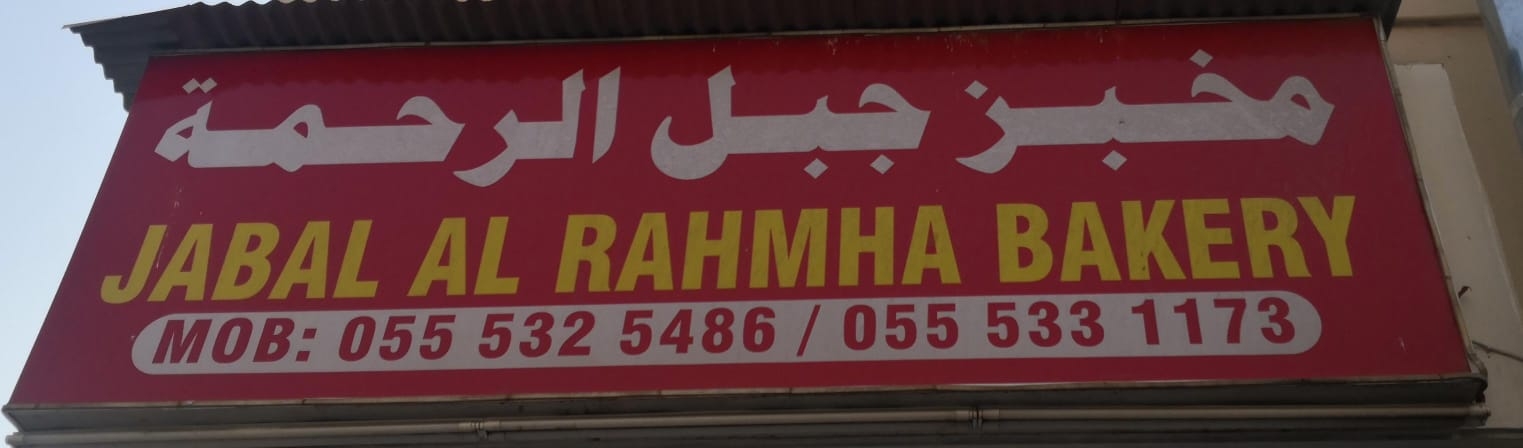 مخبز جبل الرحمة
JABAL AL RAHMHA BAKERY
MOB: 055 532 5486 / 055 533 1173